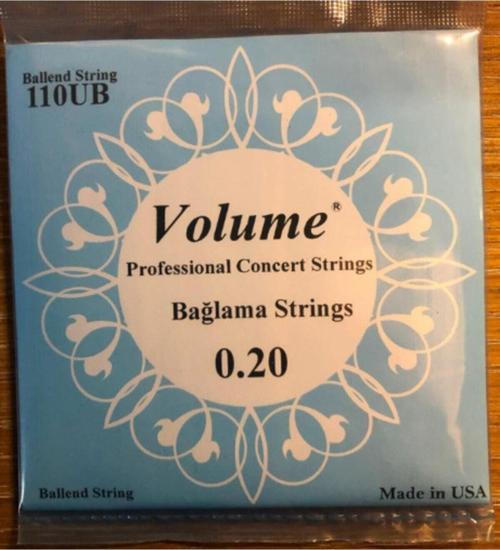 Ballend String
110UB
Volume®
Professional Concert Strings
Bağlama Strings
0.20
Ballend String
Made in USA